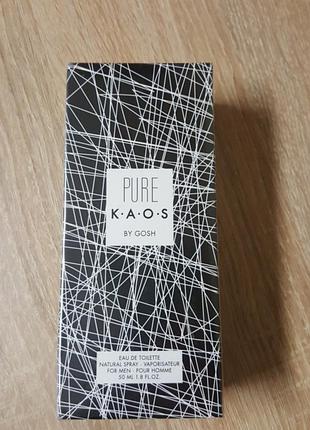 PURE
K·A·O·S
BY GOSH
EAU DE TOILETTE
NATURAL SPRAY · VAPORISATEUR
FOR MEN · POUR HOMME
50 ML 1.8 FL.OZ.